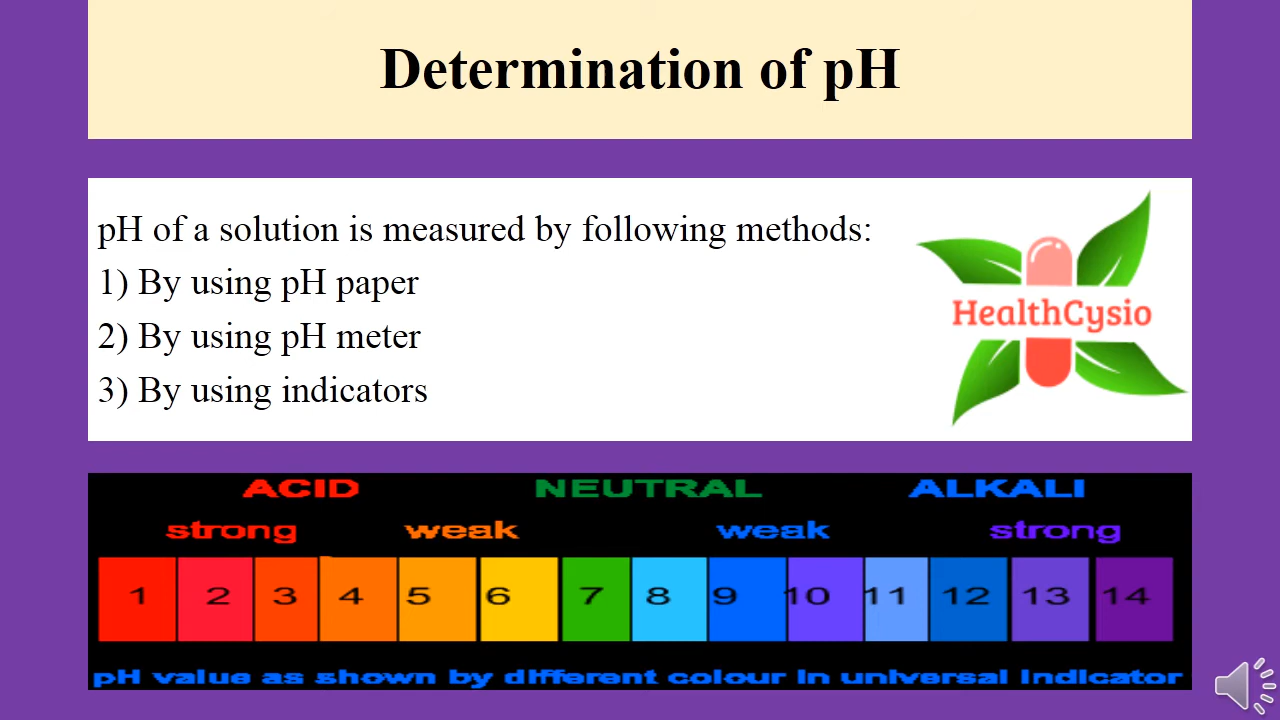 Determination of pH
pH of a solution is measured by following methods:
1) By using pH paper
2) By using pH meter
3) By using indicators
HealthCysio
ACID NEUTRAL ALKALI
strong weak weak strong
1 2 3 4 5 6 7 8 9 10 11 12 13 14
pH value as shown by different colour in universal indicator